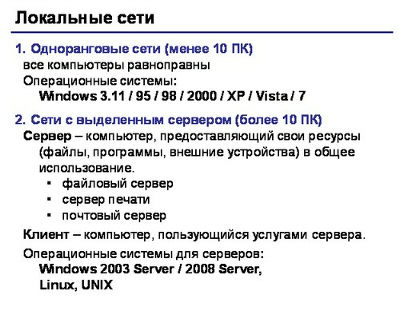 Локальные сети
1. Одноранговые сети (менее 10 ПК)
все компьютеры равноправны
Операционные системы:
Windows 3.11 / 95 / 98 / 2000 / XP / Vista / 7
2. Сети с выделенным сервером (более 10 ПК)
Сервер – компьютер, предоставляющий свои ресурсы
(файлы, программы, внешние устройства) в общее
использование.
▪ файловый сервер
▪ сервер печати
▪ почтовый сервер
Клиент – компьютер, пользующийся услугами сервера.
Операционные системы для серверов:
Windows 2003 Server / 2008 Server,
Linux, UNIX